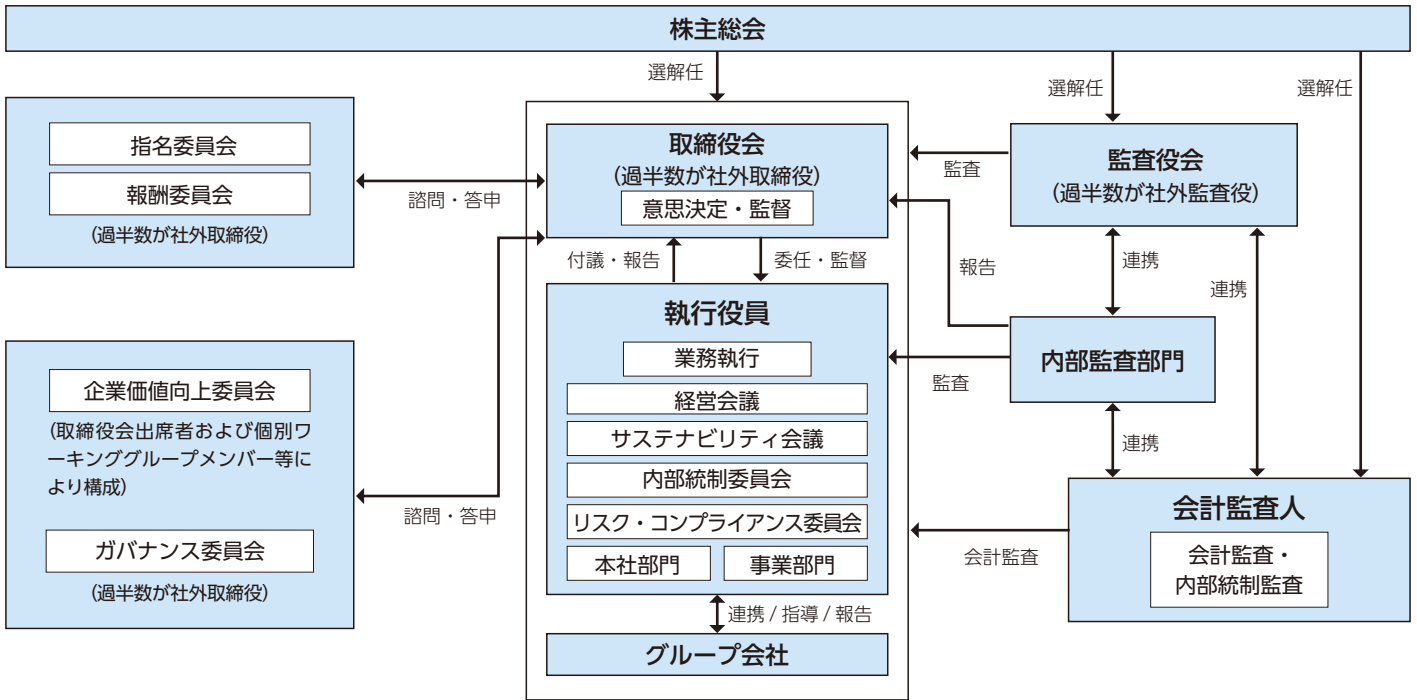 株主総会
選解任
選解任
選解任
指名委員会
報酬委員会
(過半数が社外取締役)
諮問・答申
取締役会
(過半数が社外取締役)
意思決定・監督
監査
監査役会
(過半数が社外監査役)
付議・報告
委任・監督
報告
連携
連携
執行役員
業務執行
経営会議
サステナビリティ会議
内部統制委員会
リスク・コンプライアンス委員会
本社部門
事業部門
監査
内部監査部門
連携
企業価値向上委員会
(取締役会出席者および個別ワ
ーキンググループメンバー等に
より構成)
ガバナンス委員会
(過半数が社外取締役)
諮問・答申
会計監査
会計監査人
会計監査・
内部統制監査
連携 / 指導 / 報告
グループ会社